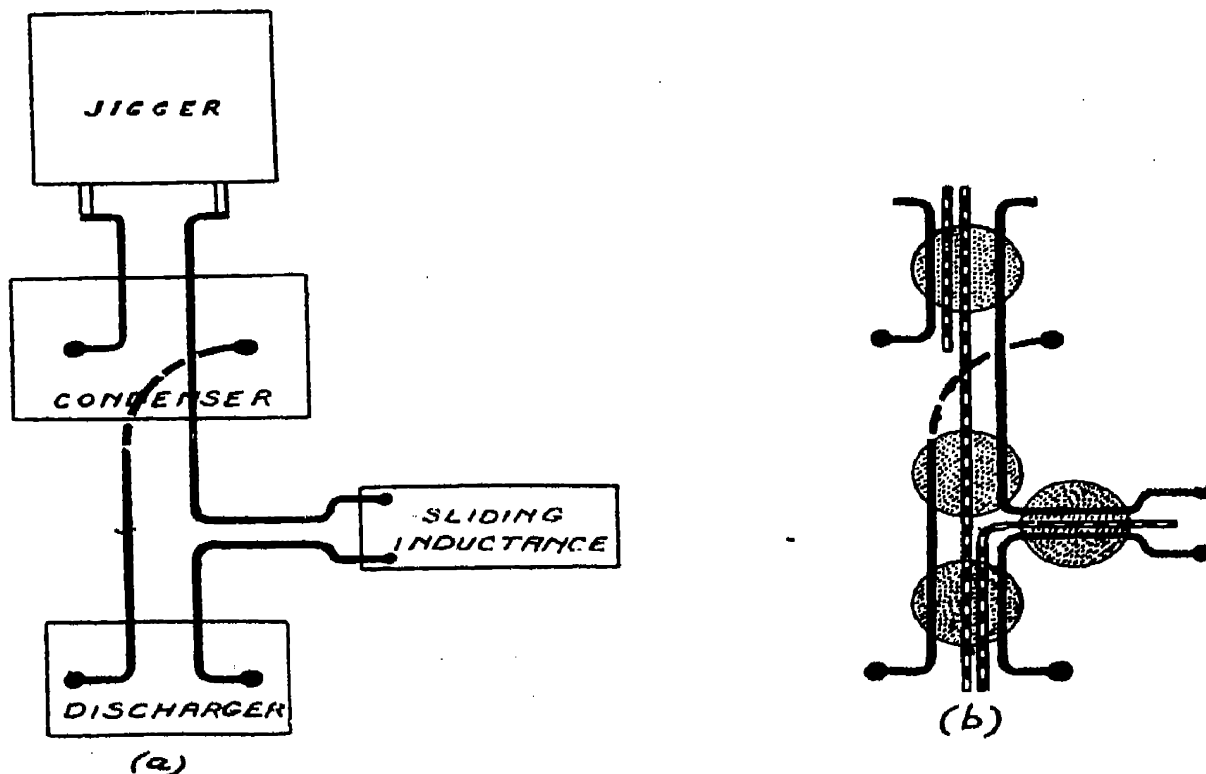 JIGGER
CONDENSER
SLIDING
INDUCTANCE
DISCHARGER
(a)
(b)